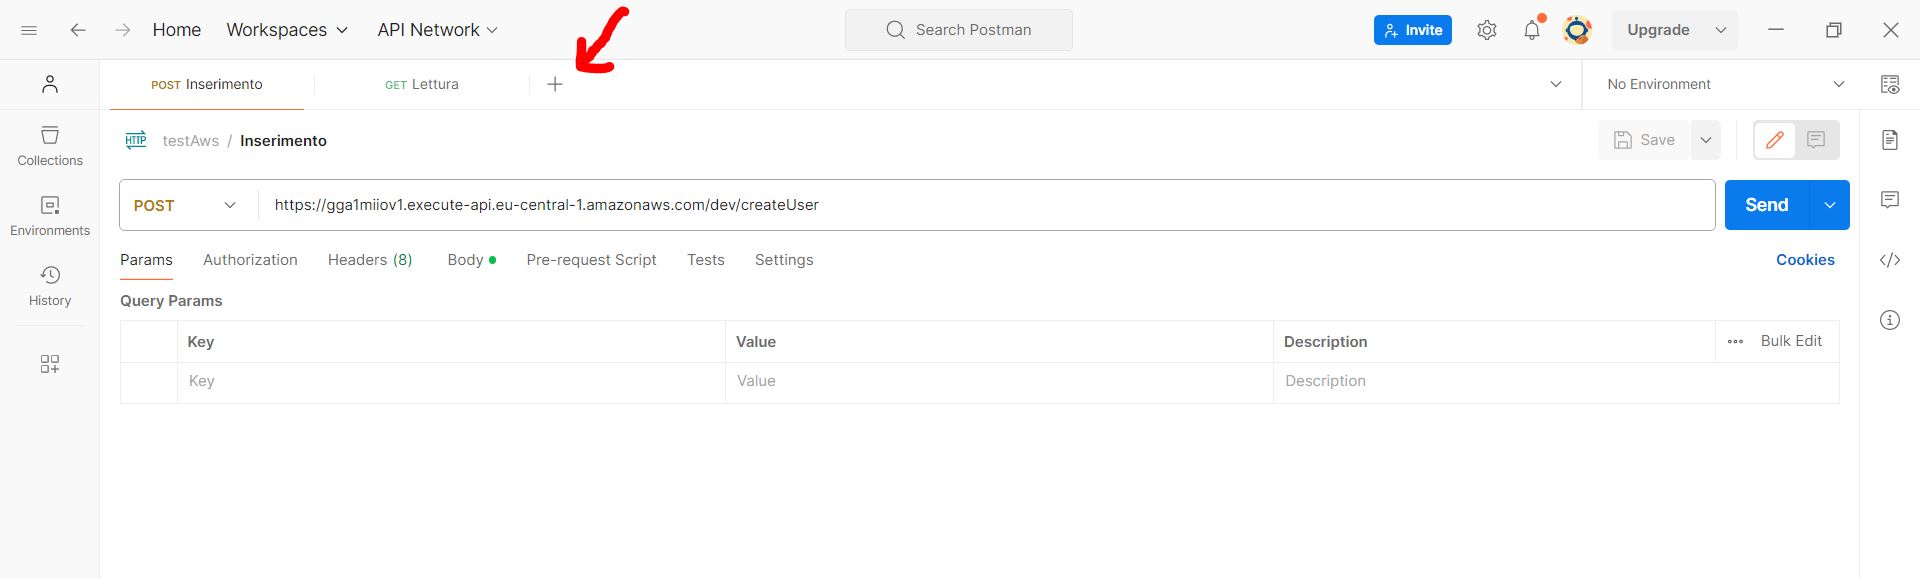 Home Workspaces API Network Search Postman Invite Upgrade
POST Inserimento GET Lettura No Environment
HTTP testAws / Inserimento Save
Collections
POST https://gga1miiov1.execute-api.eu-central-1.amazonaws.com/dev/createUser Send
Environments
Params Authorization Headers (8) Body Pre-request Script Tests Settings Cookies
History
Query Params
Key Value Description Bulk Edit
Key Value Description